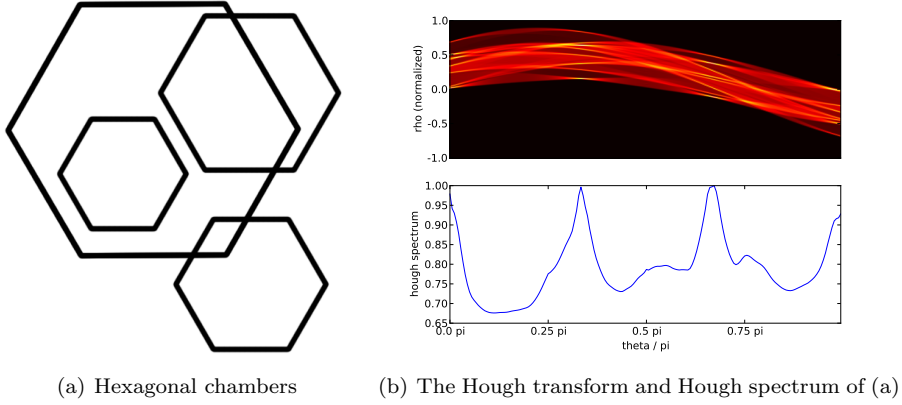 1.0
0.5
0.0
-0.5
-1.0
rho (normalized)
1.00
0.95
0.90
0.85
0.80
0.75
0.70
0.65
hough spectrum
0.0 pi 0.25 pi 0.5 pi 0.75 pi
theta / pi
(a) Hexagonal chambers
(b) The Hough transform and Hough spectrum of (a)